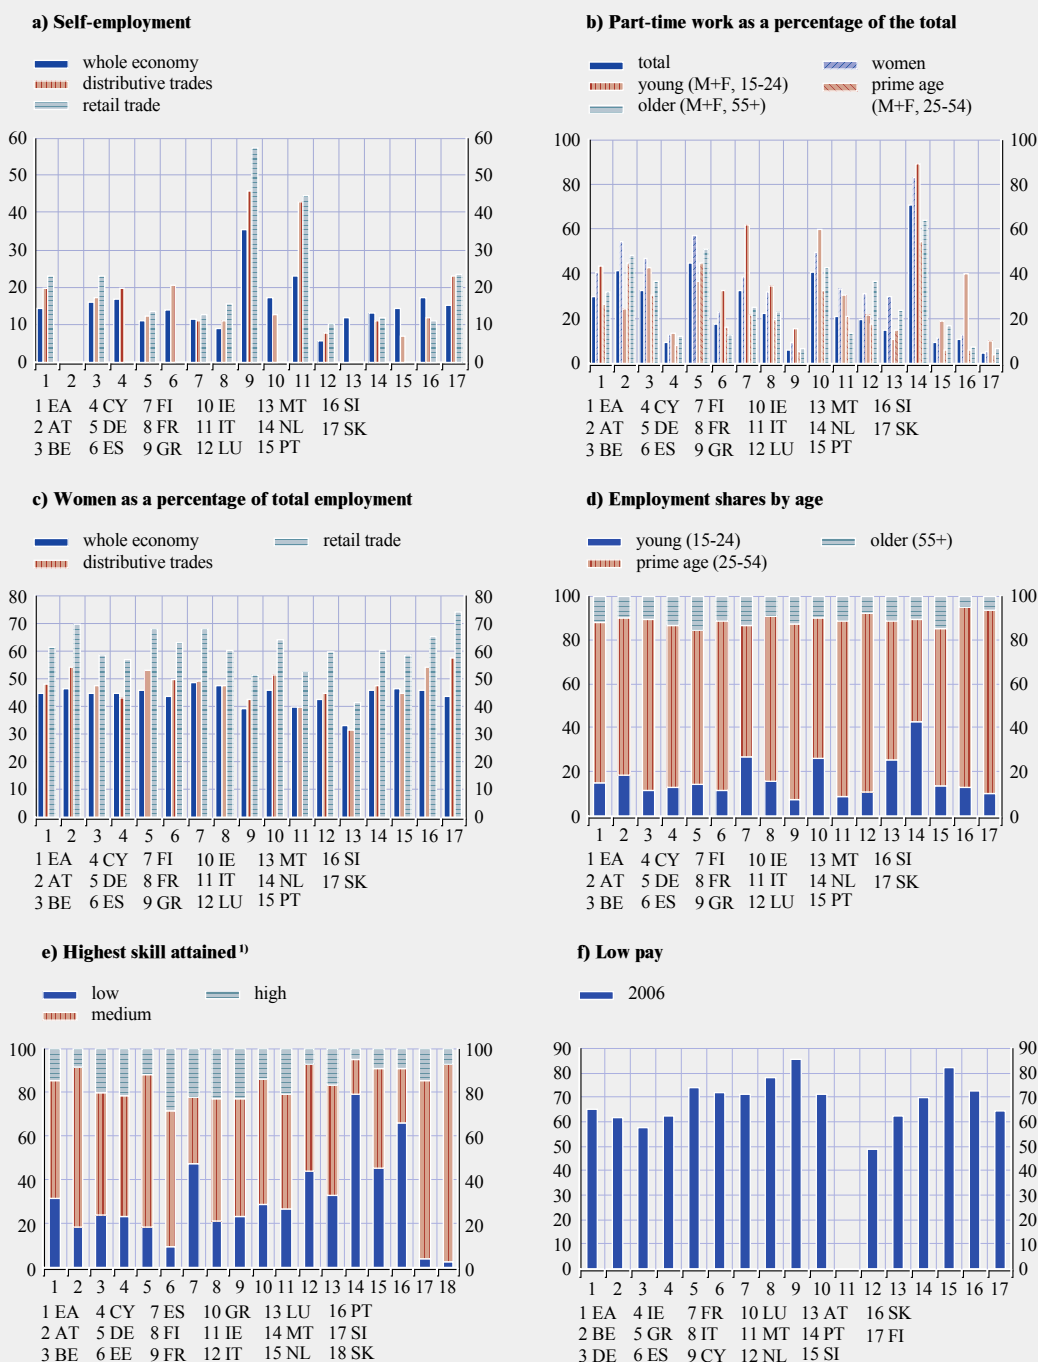 a) Self-employment
whole economy
distributive trades
retail trade
60 60
50 50
40 40
30 30
20 20
10 10
0 0
1 2 3 4 5 6 7 8 9 10 11 12 13 14 15 16 17
1 EA 4 CY 7 FI 10 IE 13 MT 16 SI
2 AT 5 DE 8 FR 11 IT 14 NL 17 SK
3 BE 6 ES 9 GR 12 LU 15 PT
b) Part-time work as a percentage of the total
total women
young (M+F, 15-24) prime age
older (M+F, 55+) (M+F, 25-54)
100 100
80 80
60 60
40 40
20 20
0 0
1 2 3 4 5 6 7 8 9 10 11 12 13 14 15 16 17
1 EA 4 CY 7 FI 10 IE 13 MT 16 SI
2 AT 5 DE 8 FR 11 IT 14 NL 17 SK
3 BE 6 ES 9 GR 12 LU 15 PT
c) Women as a percentage of total employment
whole economy retail trade
distributive trades
80 80
70 70
60 60
50 50
40 40
30 30
20 20
10 10
0 0
1 2 3 4 5 6 7 8 9 10 11 12 13 14 15 16 17
1 EA 4 CY 7 FI 10 IE 13 MT 16 SI
2 AT 5 DE 8 FR 11 IT 14 NL 17 SK
3 BE 6 ES 9 GR 12 LU 15 PT
d) Employment shares by age
young (15-24) older (55+)
prime age (25-54)
100 100
80 80
60 60
40 40
20 20
0 0
1 2 3 4 5 6 7 8 9 10 11 12 13 14 15 16 17
1 EA 4 CY 7 FI 10 IE 13 MT 16 SI
2 AT 5 DE 8 FR 11 IT 14 NL 17 SK
3 BE 6 ES 9 GR 12 LU 15 PT
e) Highest skill attained 1)
low high
medium
100 100
80 80
60 60
40 40
20 20
0 0
1 2 3 4 5 6 7 8 9 10 11 12 13 14 15 16 17 18
1 EA 4 CY 7 ES 10 GR 13 LU 16 PT
2 AT 5 DE 8 FI 11 IE 14 MT 17 SI
3 BE 6 EE 9 FR 12 IT 15 NL 18 SK
f) Low pay
2006
90 90
80 80
70 70
60 60
50 50
40 40
30 30
20 20
10 10
0 0
1 2 3 4 5 6 7 8 9 10 11 12 13 14 15 16 17
1 EA 4 IE 7 FR 10 LU 13 AT 16 SK
2 BE 5 GR 8 IT 11 MT 14 PT 17 FI
3 DE 6 ES 9 CY 12 NL 15 SI